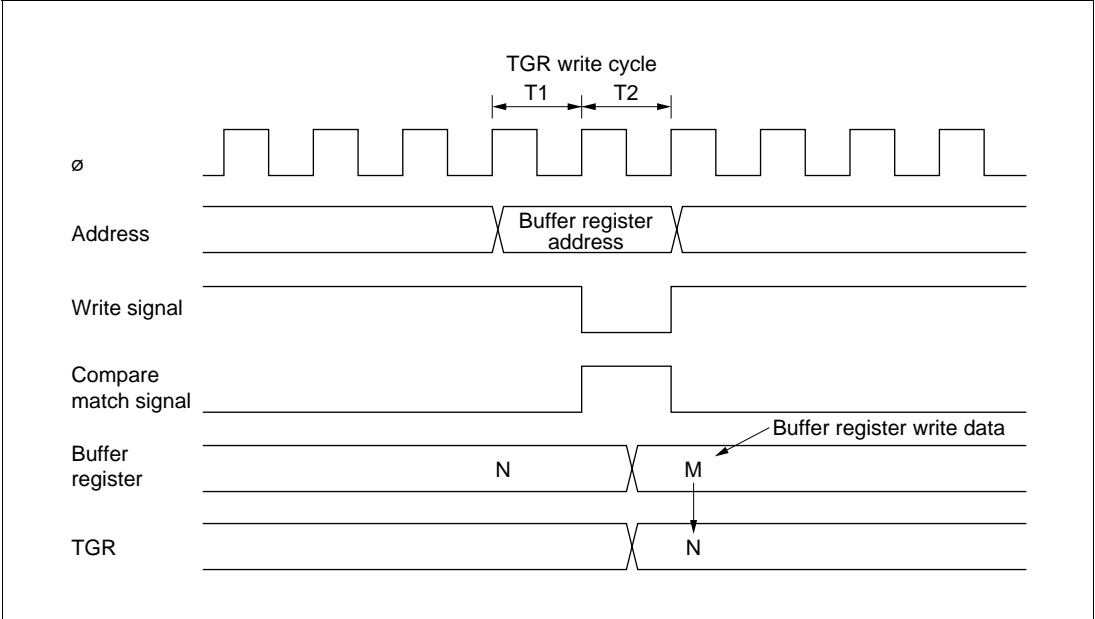 TGR write cycle
T1 T2
ø
Address
Buffer register
address
Write signal
Compare
match signal
Buffer register write data
Buffer
register
N M
TGR
N